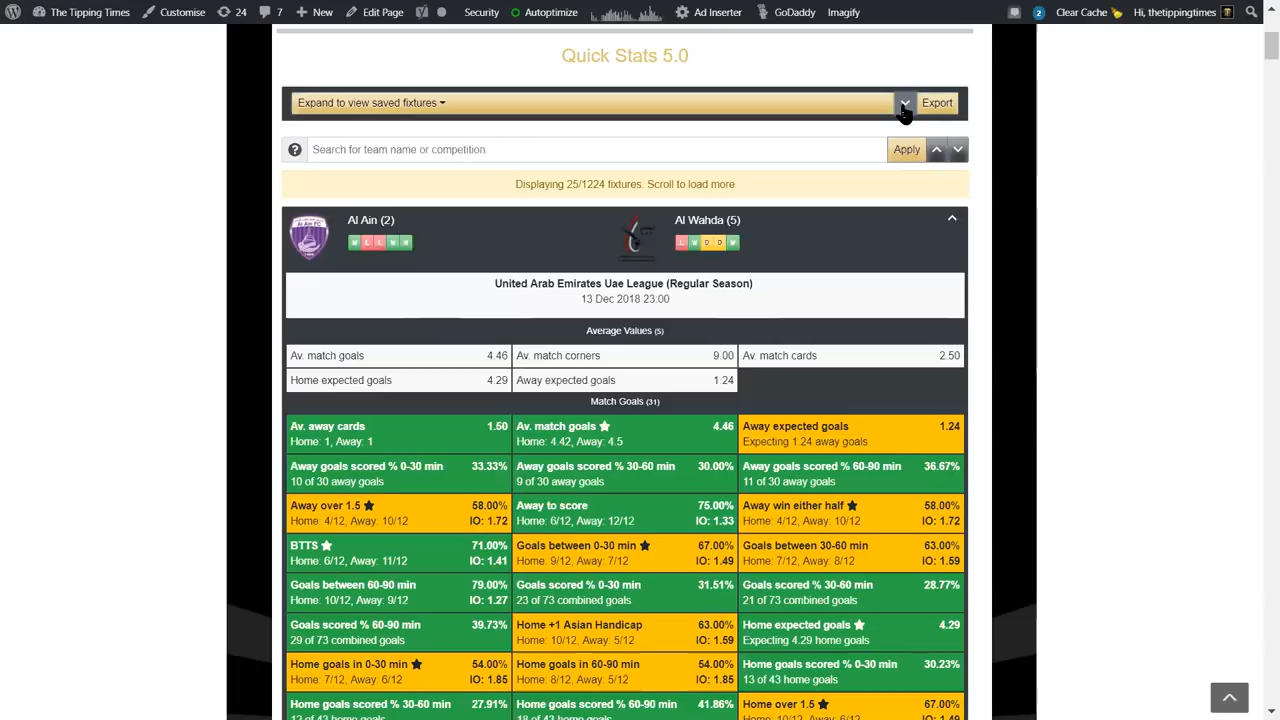 The Tipping Times Customise 24 7 New Edit Page Security Autoptimize Ad Inserter GoDaddy Imagify 2 Clear Cache Hi, thetippingtimes
Quick Stats 5.0
Expand to view saved fixtures Export
? Search for team name or competition Apply
Displaying 25/1224 fixtures. Scroll to load more
Al Ain (2) Al Wahda (5)
W L L W W L W D D W
United Arab Emirates Uae League (Regular Season)
13 Dec 2018 23:00
Average Values (5)
Av. match goals 4.46 Av. match corners 9.00 Av. match cards 2.50
Home expected goals 4.29 Away expected goals 1.24
Match Goals (31)
Av. away cards 1.50 Av. match goals 4.46 Away expected goals 1.24
Home: 1, Away: 1 Home: 4.42, Away: 4.5 Expecting 1.24 away goals
Away goals scored % 0-30 min 33.33% Away goals scored % 30-60 min 30.00% Away goals scored % 60-90 min 36.67%
10 of 30 away goals 9 of 30 away goals 11 of 30 away goals
Away over 1.5 58.00% Away to score 75.00% Away win either half 58.00%
Home: 4/12, Away: 10/12 IO: 1.72 Home: 6/12, Away: 12/12 IO: 1.33 Home: 4/12, Away: 10/12 IO: 1.72
BTTS 71.00% Goals between 0-30 min 67.00% Goals between 30-60 min 63.00%
Home: 6/12, Away: 11/12 IO: 1.41 Home: 9/12, Away: 7/12 IO: 1.49 Home: 7/12, Away: 8/12 IO: 1.59
Goals between 60-90 min 79.00% Goals scored % 0-30 min 31.51% Goals scored % 30-60 min 28.77%
Home: 10/12, Away: 9/12 IO: 1.27 23 of 73 combined goals 21 of 73 combined goals
Goals scored % 60-90 min 39.73% Home +1 Asian Handicap 63.00% Home expected goals 4.29
29 of 73 combined goals Home: 10/12, Away: 5/12 IO: 1.59 Expecting 4.29 home goals
Home goals in 0-30 min 54.00% Home goals in 60-90 min 54.00% Home goals scored % 0-30 min 30.23%
Home: 7/12, Away: 6/12 IO: 1.85 Home: 8/12, Away: 5/12 IO: 1.85 13 of 43 home goals
Home goals scored % 30-60 min 27.91% Home goals scored % 60-90 min 41.86% Home over 1.5 67.00%
12 of 43 home goals 18 of 43 home goals Home: 10/12, Away: 6/12 IO: 1.49